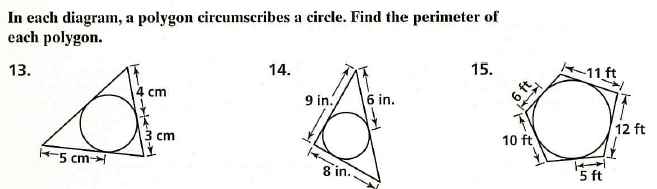 In each diagram, a polygon circumscribes a circle. Find the perimeter of
each polygon.
13.
4 cm
3 cm
5 cm
14.
9 in.
6 in.
8 in.
15.
11 ft
6 ft
12 ft
10 ft
5 ft